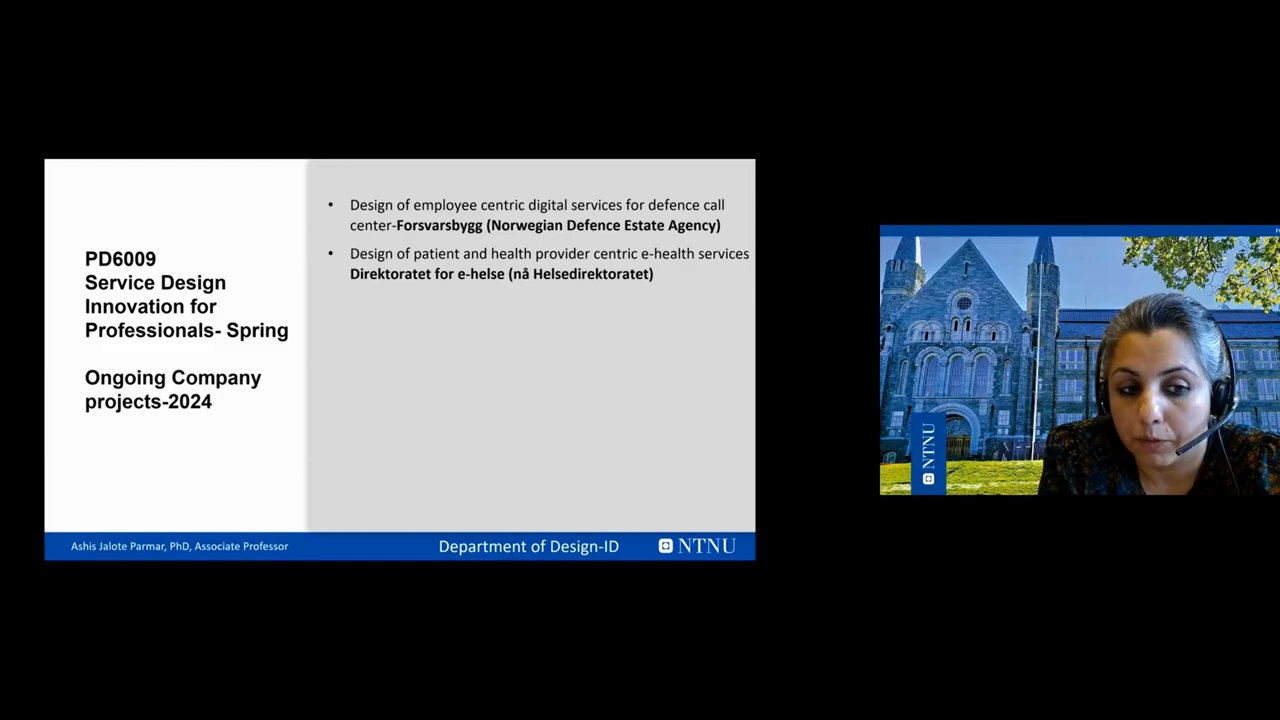 PD6009
Service Design
Innovation for
Professionals- Spring
Ongoing Company
projects-2024
• Design of employee centric digital services for defence call
center-Forsvarsbygg (Norwegian Defence Estate Agency)
• Design of patient and health provider centric e-health services
Direktoratet for e-helse (nå Helsedirektoratet)
Ashis Jalote Parmar, PhD, Associate Professor
Department of Design-ID
NTNU
NTNU